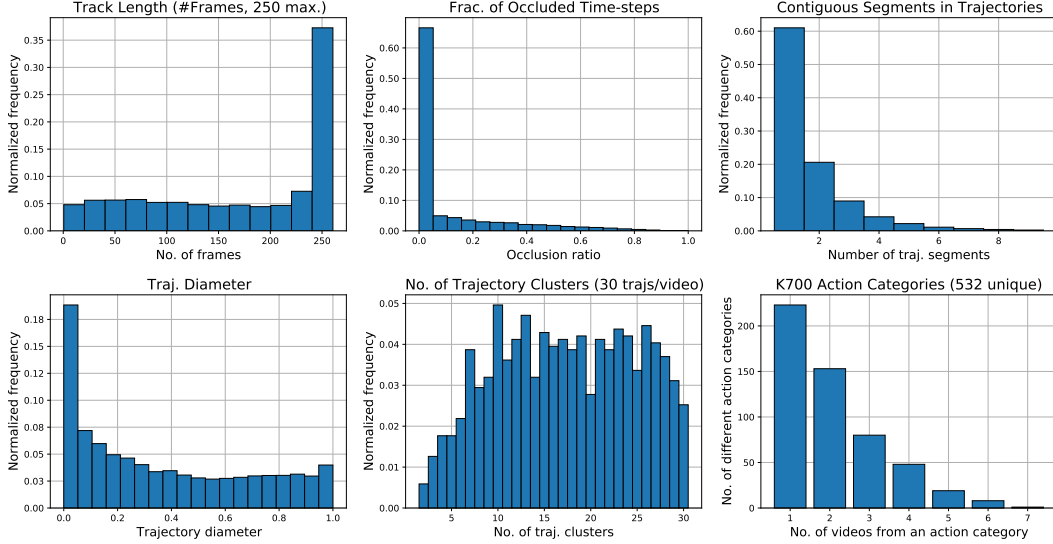 Track Length (#Frames, 250 max.)
Normalized frequency
0.35
0.30
0.25
0.20
0.15
0.10
0.05
0.00
0 50 100 150 200 250
No. of frames
Frac. of Occluded Time-steps
Normalized frequency
0.60
0.50
0.40
0.30
0.20
0.10
0.00
0.0 0.2 0.4 0.6 0.8 1.0
Occlusion ratio
Contiguous Segments in Trajectories
Normalized frequency
0.60
0.50
0.40
0.30
0.20
0.10
0.00
2 4 6 8
Number of traj. segments
Traj. Diameter
Normalized frequency
0.18
0.15
0.12
0.10
0.08
0.05
0.03
0.00
0.0 0.2 0.4 0.6 0.8 1.0
Trajectory diameter
No. of Trajectory Clusters (30 trajs/video)
Normalized frequency
0.05
0.04
0.03
0.02
0.01
0.00
5 10 15 20 25 30
No. of traj. clusters
K700 Action Categories (532 unique)
No. of different action categories
200
150
100
50
0
1 2 3 4 5 6 7
No. of videos from an action category